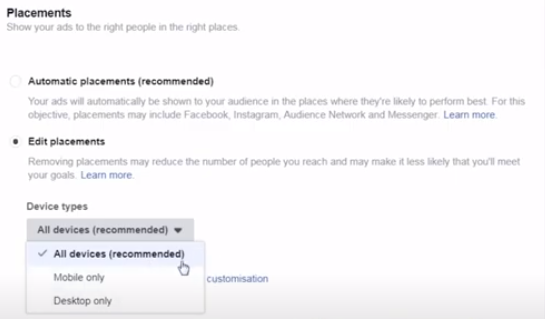 Placements
Show your ads to the right people in the right places.
Automatic placements (recommended)
Your ads will automatically be shown to your audience in the places where they're likely to perform best. For this
objective, placements may include Facebook, Instagram, Audience Network and Messenger. Learn more.
Edit placements
Removing placements may reduce the number of people you reach and may make it less likely that you'll meet
your goals. Learn more.
Device types
All devices (recommended)
All devices (recommended)
Mobile only
customisation
Desktop only